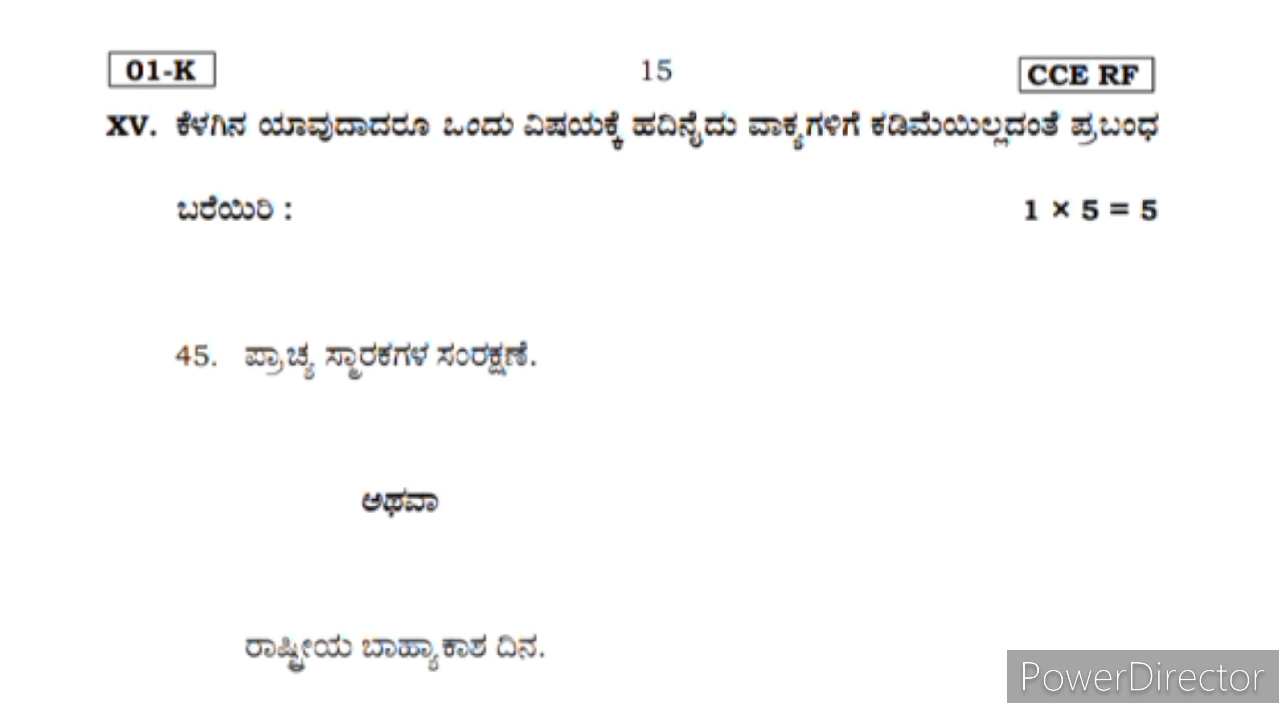 01-K 15 CCE RF
XV. ಕೆಳಗಿನ ಯಾವುದಾದರೂ ಒಂದು ವಿಷಯಕ್ಕೆ ಹದಿನೈದು ವಾಕ್ಯಗಳಿಗೆ ಕಡಿಮೆಯಿಲ್ಲದಂತೆ ಪ್ರಬಂಧ
ಬರೆಯಿರಿ : 1 × 5 = 5
45. ಪ್ರಾಚ್ಯ ಸ್ಮಾರಕಗಳ ಸಂರಕ್ಷಣೆ.
ಅಥವಾ
ರಾಷ್ಟ್ರೀಯ ಬಾಹ್ಯಾಕಾಶ ದಿನ.
PowerDirector